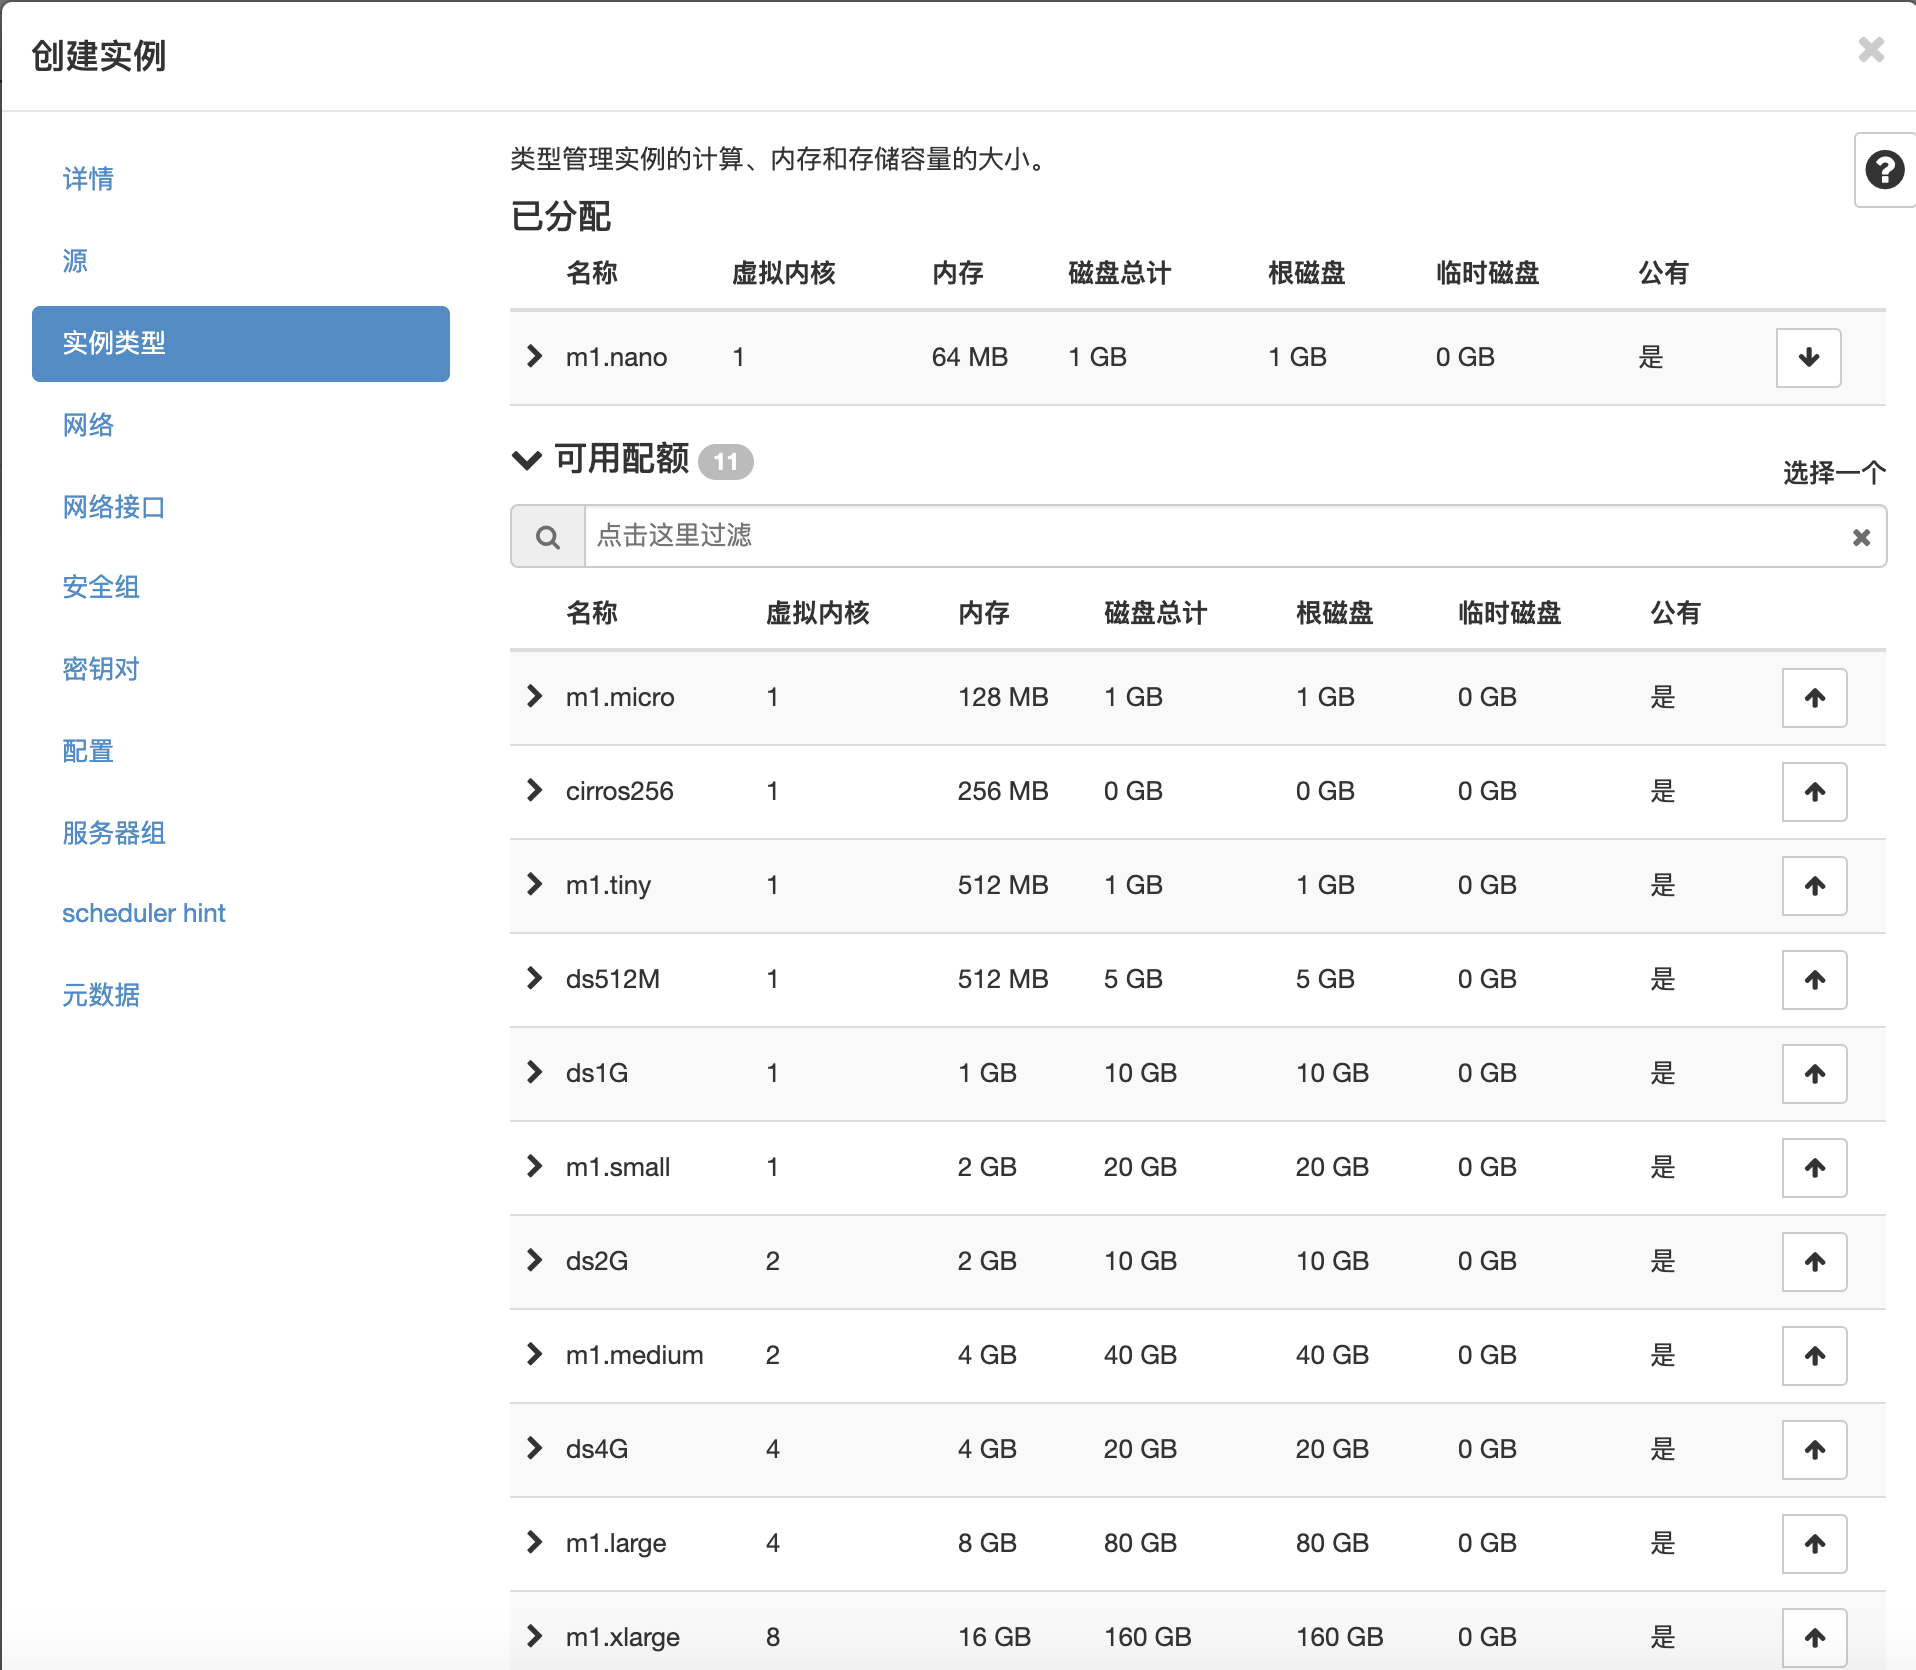 创建实例
详情
源
实例类型
网络
网络接口
安全组
密钥对
配置
服务器组
scheduler hint
元数据
类型管理实例的计算、内存和存储容量的大小。
已分配
名称 虚拟内核 内存 磁盘总计 根磁盘 临时磁盘 公有
m1.nano 1 64 MB 1 GB 1 GB 0 GB 是
可用配额 11
选择一个
点击这里过滤
名称 虚拟内核 内存 磁盘总计 根磁盘 临时磁盘 公有
m1.micro 1 128 MB 1 GB 1 GB 0 GB 是
cirros256 1 256 MB 0 GB 0 GB 0 GB 是
m1.tiny 1 512 MB 1 GB 1 GB 0 GB 是
ds512M 1 512 MB 5 GB 5 GB 0 GB 是
ds1G 1 1 GB 10 GB 10 GB 0 GB 是
m1.small 1 2 GB 20 GB 20 GB 0 GB 是
ds2G 2 2 GB 10 GB 10 GB 0 GB 是
m1.medium 2 4 GB 40 GB 40 GB 0 GB 是
ds4G 4 4 GB 20 GB 20 GB 0 GB 是
m1.large 4 8 GB 80 GB 80 GB 0 GB 是
m1.xlarge 8 16 GB 160 GB 160 GB 0 GB 是